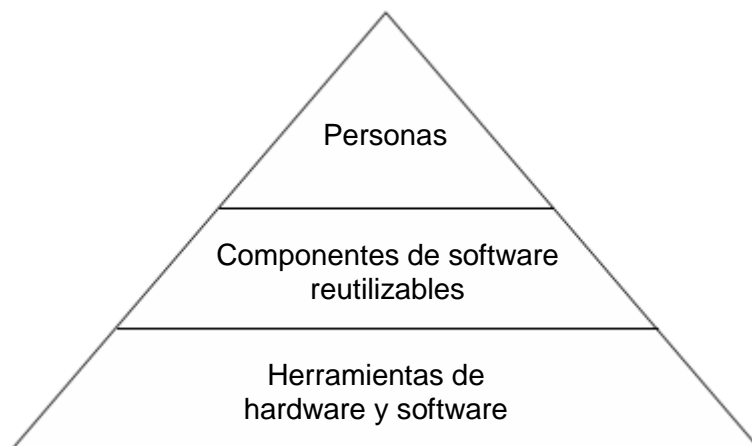 Personas
Componentes de software
reutilizables
Herramientas de
hardware y software